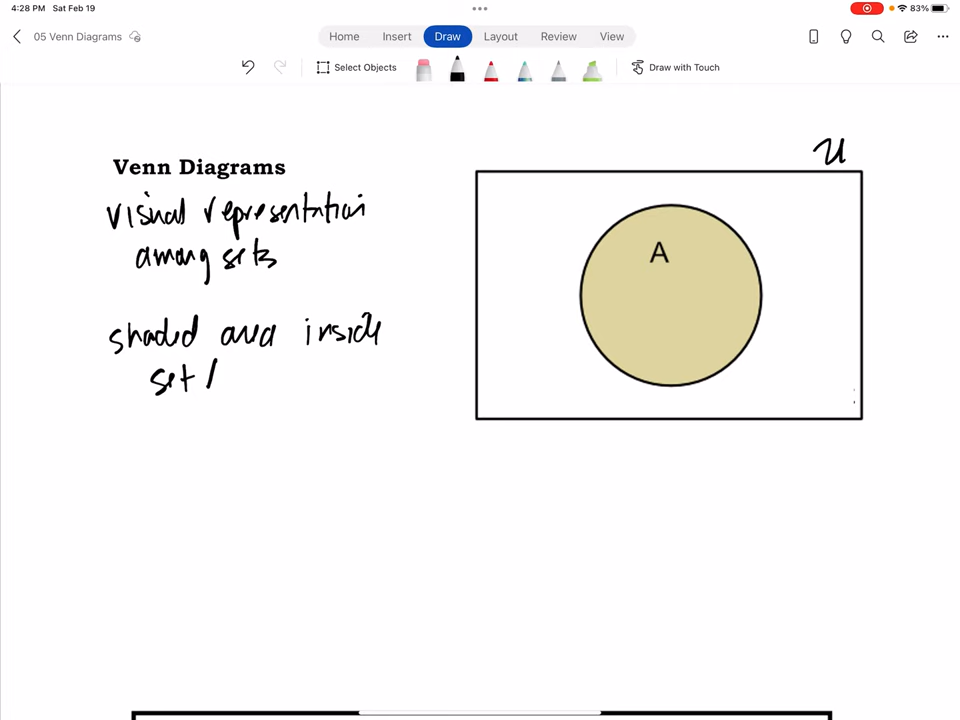 4:28 PM Sat Feb 19
83%
05 Venn Diagrams
Home Insert Draw Layout Review View
Select Objects
Draw with Touch
Venn Diagrams
U
visual representation
among sets
A
shaded area inside
set